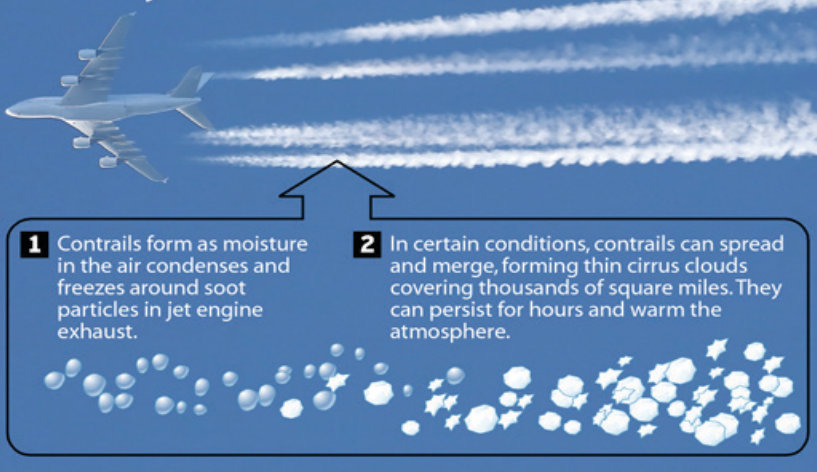 1 Contrails form as moisture
in the air condenses and
freezes around soot
particles in jet engine
exhaust.
2 In certain conditions, contrails can spread
and merge, forming thin cirrus clouds
covering thousands of square miles. They
can persist for hours and warm the
atmosphere.